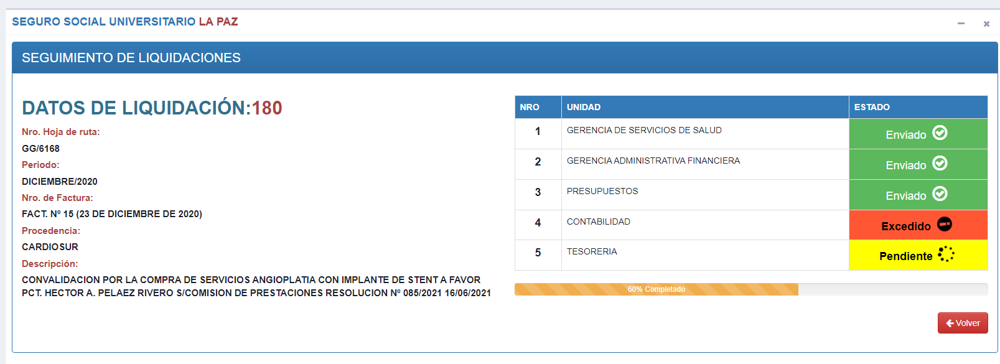 SEGURO SOCIAL UNIVERSITARIO LA PAZ
SEGUIMIENTO DE LIQUIDACIONES
DATOS DE LIQUIDACIÓN:180
Nro. Hoja de ruta:
GG/6168
Periodo:
DICIEMBRE/2020
Nro. de Factura:
FACT. Nº 15 (23 DE DICIEMBRE DE 2020)
Procedencia:
CARDIOSUR
Descripción:
CONVALIDACION POR LA COMPRA DE SERVICIOS ANGIOPLATIA CON IMPLANTE DE STENT A FAVOR
PCT. HECTOR A. PELAEZ RIVERO S/COMISION DE PRESTACIONES RESOLUCION Nº 085/2021 16/06/2021
NRO UNIDAD ESTADO
1 GERENCIA DE SERVICIOS DE SALUD Enviado
2 GERENCIA ADMINISTRATIVA FINANCIERA Enviado
3 PRESUPUESTOS Enviado
4 CONTABILIDAD Excedido
5 TESORERIA Pendiente
60% Completado
Volver